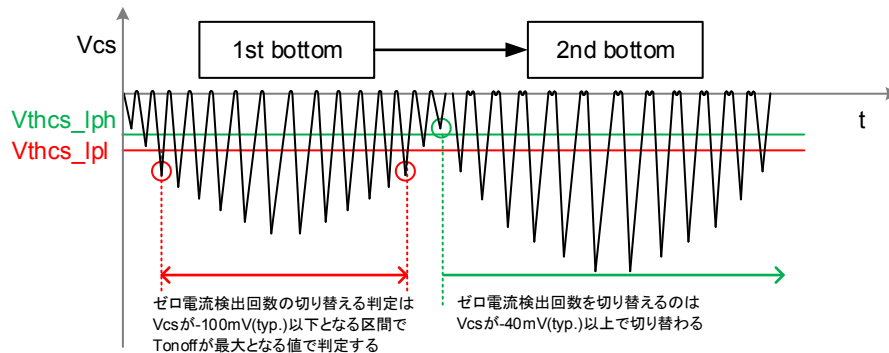 Vcs
1st bottom
2nd bottom
Vthcs_Iph
t
Vthcs_Ipl
ゼロ電流検出回数の切り替える判定は
Vcsが-100mV(typ.)以下となる区間で
Tonoffが最大となる値で判定する
ゼロ電流検出回数を切り替えるのは
Vcsが-40mV(typ.)以上で切り替わる